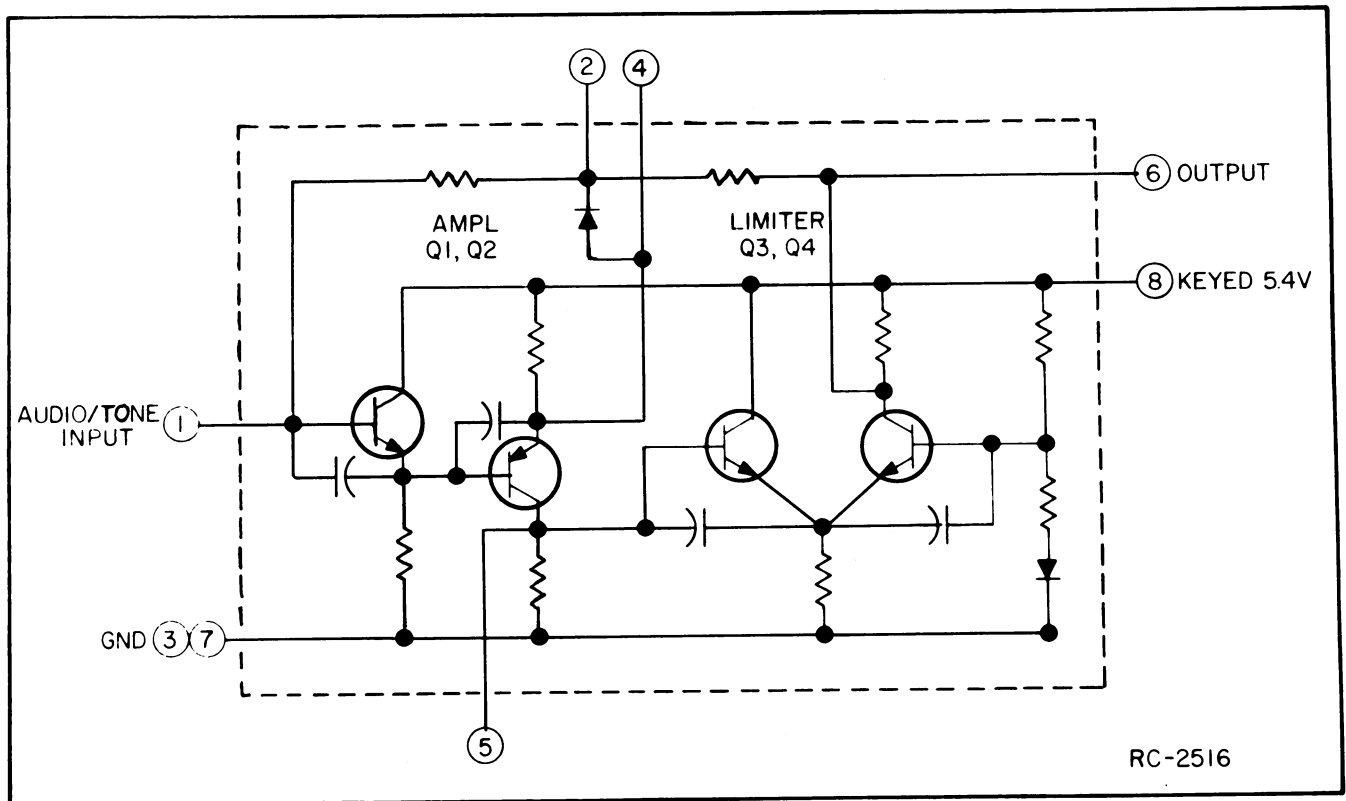 2 4
6 OUTPUT
AMPL
Q1, Q2
LIMITER
Q3, Q4
8 KEYED 5.4V
AUDIO/TONE
INPUT
1
GND 3 7
5
RC-2516